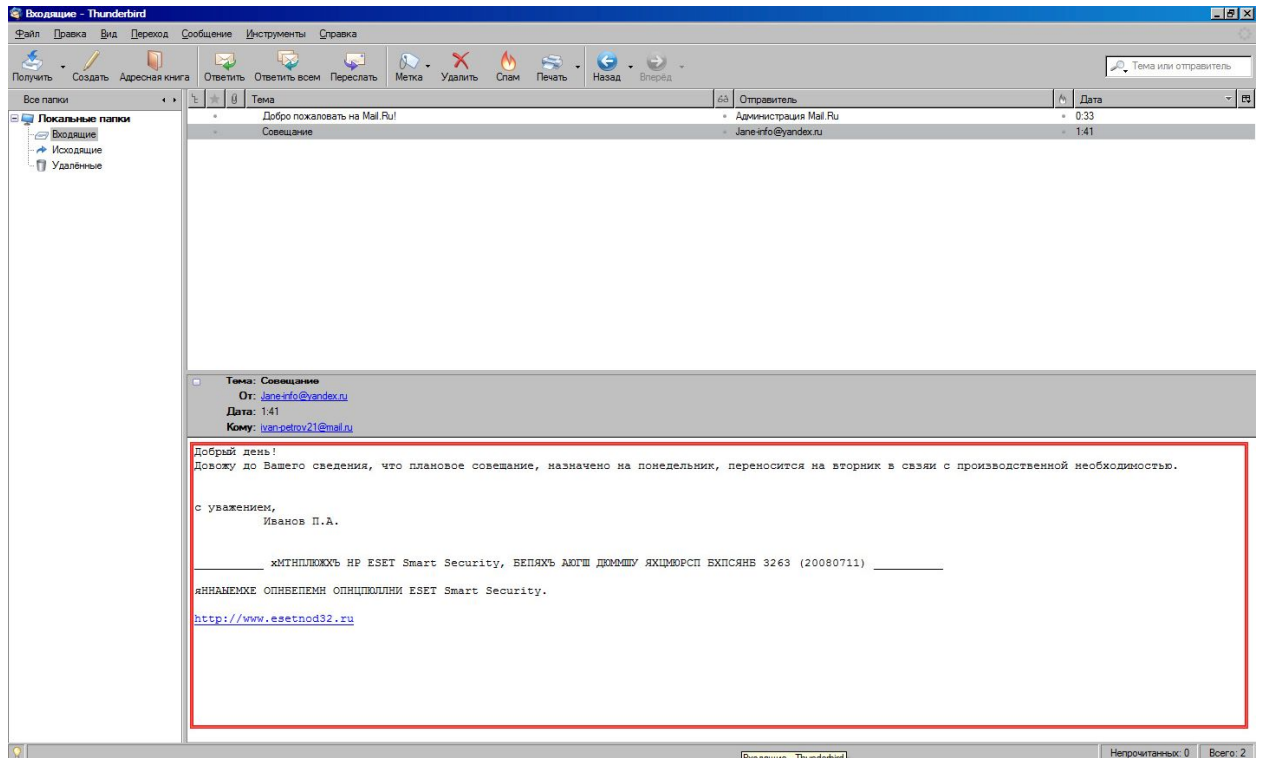 Входящие - Thunderbird
Файл Правка Вид Переход Сообщение Инструменты Справка
Получить Создать Адресная книга Ответить Ответить всем Переслать Метка Удалить Спам Печать Назад Вперёд Тема или отправитель
Все папки Тема Отправитель Дата
Локальные папки
Входящие
Исходящие
Удалённые
Добро пожаловать на Mail.Ru! Администрация Mail.Ru 0:33
Совещание Jane-info@yandex.ru 1:41
Тема: Совещание
От: Jane-info@yandex.ru
Дата: 1:41
Кому: ivan-petrov21@mail.ru
Добрый день!
Довожу до Вашего сведения, что плановое совещание, назначено на понедельник, переносится на вторник в свзяи с производственной необходимостью.
с уважением,
Иванов П.А.
__________ хМТНПЛЮЖХЪ НР ESET Smart Security, БЕПЯХЪ АЮГШ ДЮММШУ ЯХЦМЮРСП БХПСЯНБ 3263 (20080711) __________
яННАЫЕМХЕ ОПНБЕПЕМН ОПНЦПЮЛЛНИ ESET Smart Security.
http://www.esetnod32.ru
Входящие - Thunderbird
Непрочитанных: 0 Всего: 2